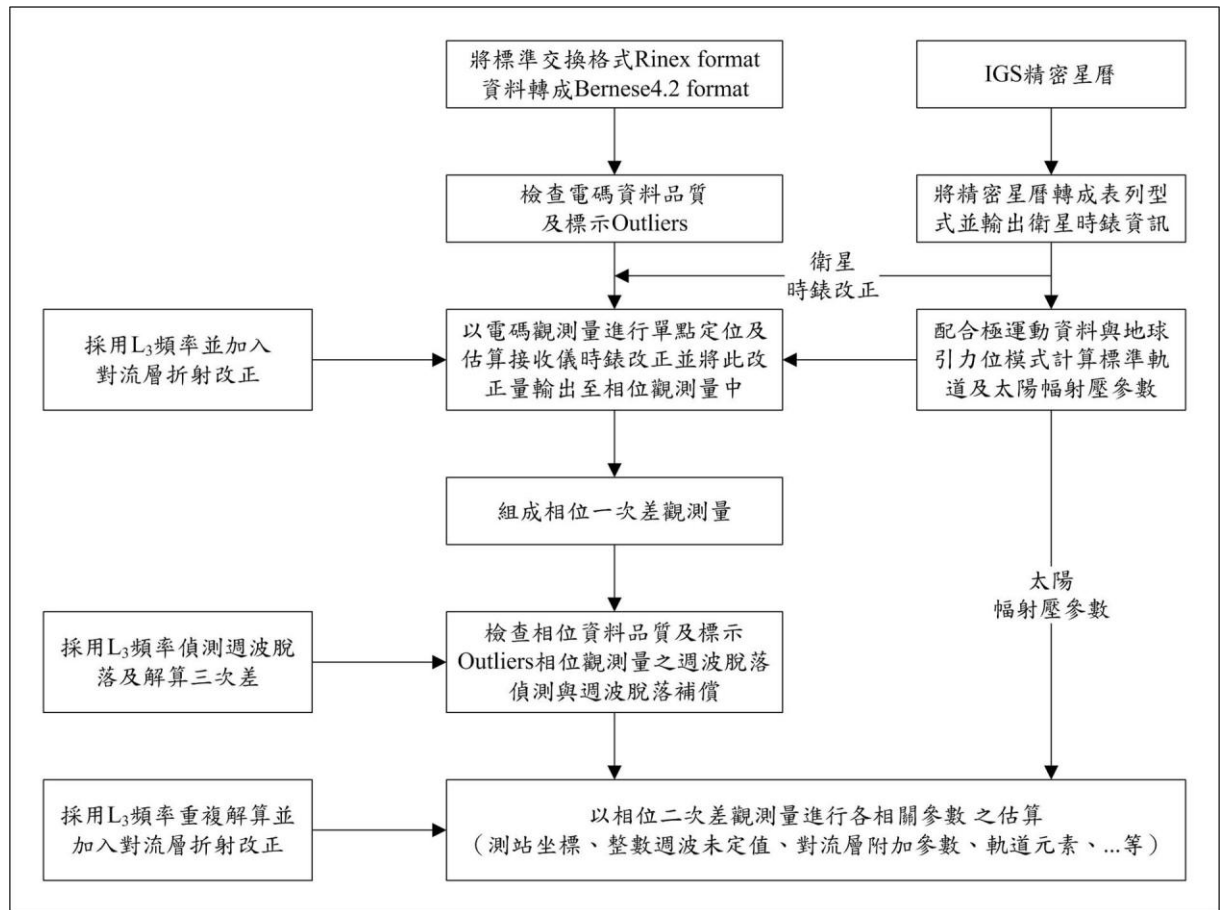 將標準交換格式Rinex format
資料轉成Bernese4.2 format
IGS精密星曆
檢查電碼資料品質
及標示Outliers
將精密星曆轉成表列型
式並輸出衛星時錶資訊
衛星
時錶改正
採用L₃頻率並加入
對流層折射改正
以電碼觀測量進行單點定位及
估算接收儀時錶改正並將此改
正量輸出至相位觀測量中
配合極運動資料與地球
引力位模式計算標準軌
道及太陽幅射壓參數
組成相位一次差觀測量
太陽
幅射壓參數
採用L₃頻率偵測週波脫
落及解算三次差
檢查相位資料品質及標示
Outliers相位觀測量之週波脫落
偵測與週波脫落補償
採用L₃頻率重複解算並
加入對流層折射改正
以相位二次差觀測量進行各相關參數 之估算
（測站坐標、整數週波未定值、對流層附加參數、軌道元素、...等）